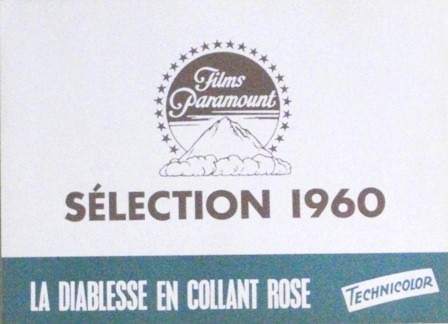 Films
Paramount
SÉLECTION 1960
LA DIABLESSE EN COLLANT ROSE
TECHNICOLOR